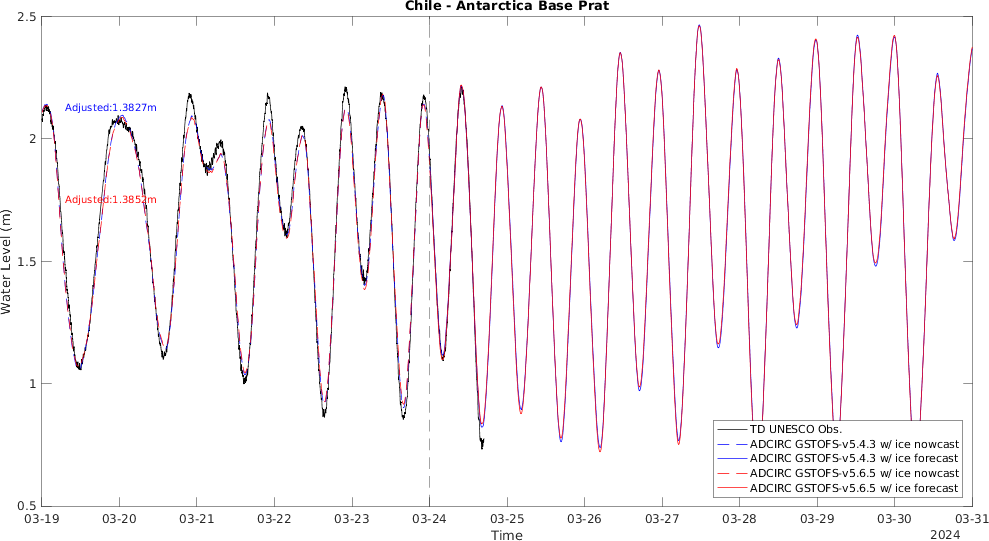 Chile - Antarctica Base Prat
2.5
2
1.5
1
0.5
Water Level (m)
Adjusted:1.3827m
Adjusted:1.3852m
TD UNESCO Obs.
ADCIRC GSTOFS-v5.4.3 w/ ice nowcast
ADCIRC GSTOFS-v5.4.3 w/ ice forecast
ADCIRC GSTOFS-v5.6.5 w/ ice nowcast
ADCIRC GSTOFS-v5.6.5 w/ ice forecast
03-19 03-20 03-21 03-22 03-23 03-24 03-25 03-26 03-27 03-28 03-29 03-30 03-31
Time
2024